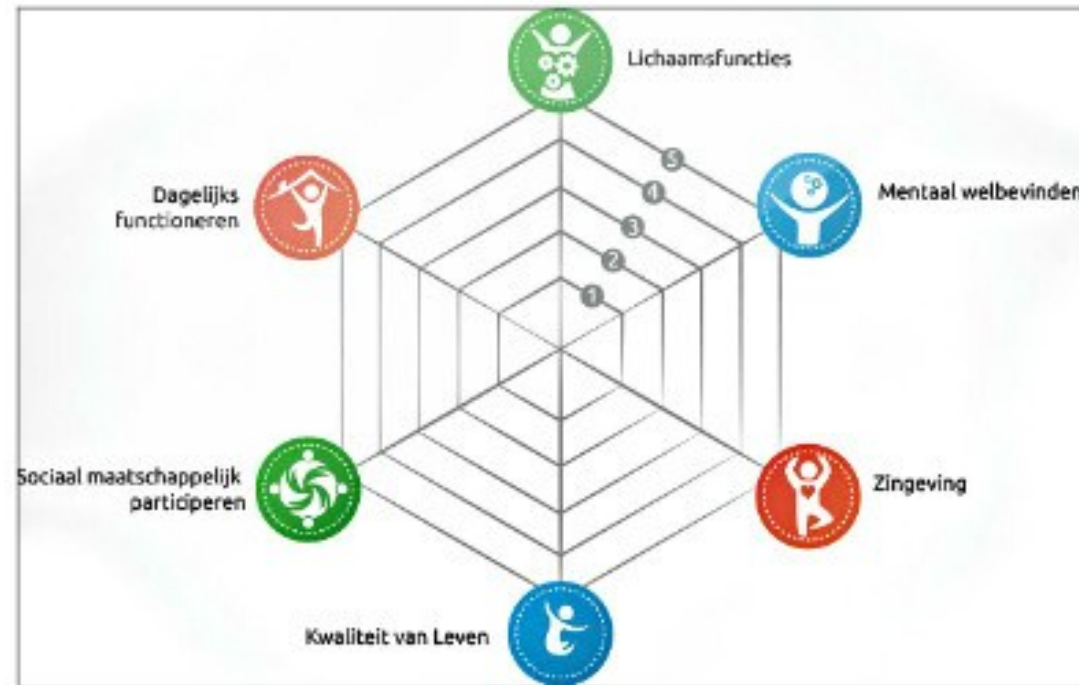 Lichaamsfuncties
5
Mentaal welbevinden
4
3
2
1
Dagelijks
functioneren
Sociaal maatschappelijk
participeren
Zingeving
Kwaliteit van Leven